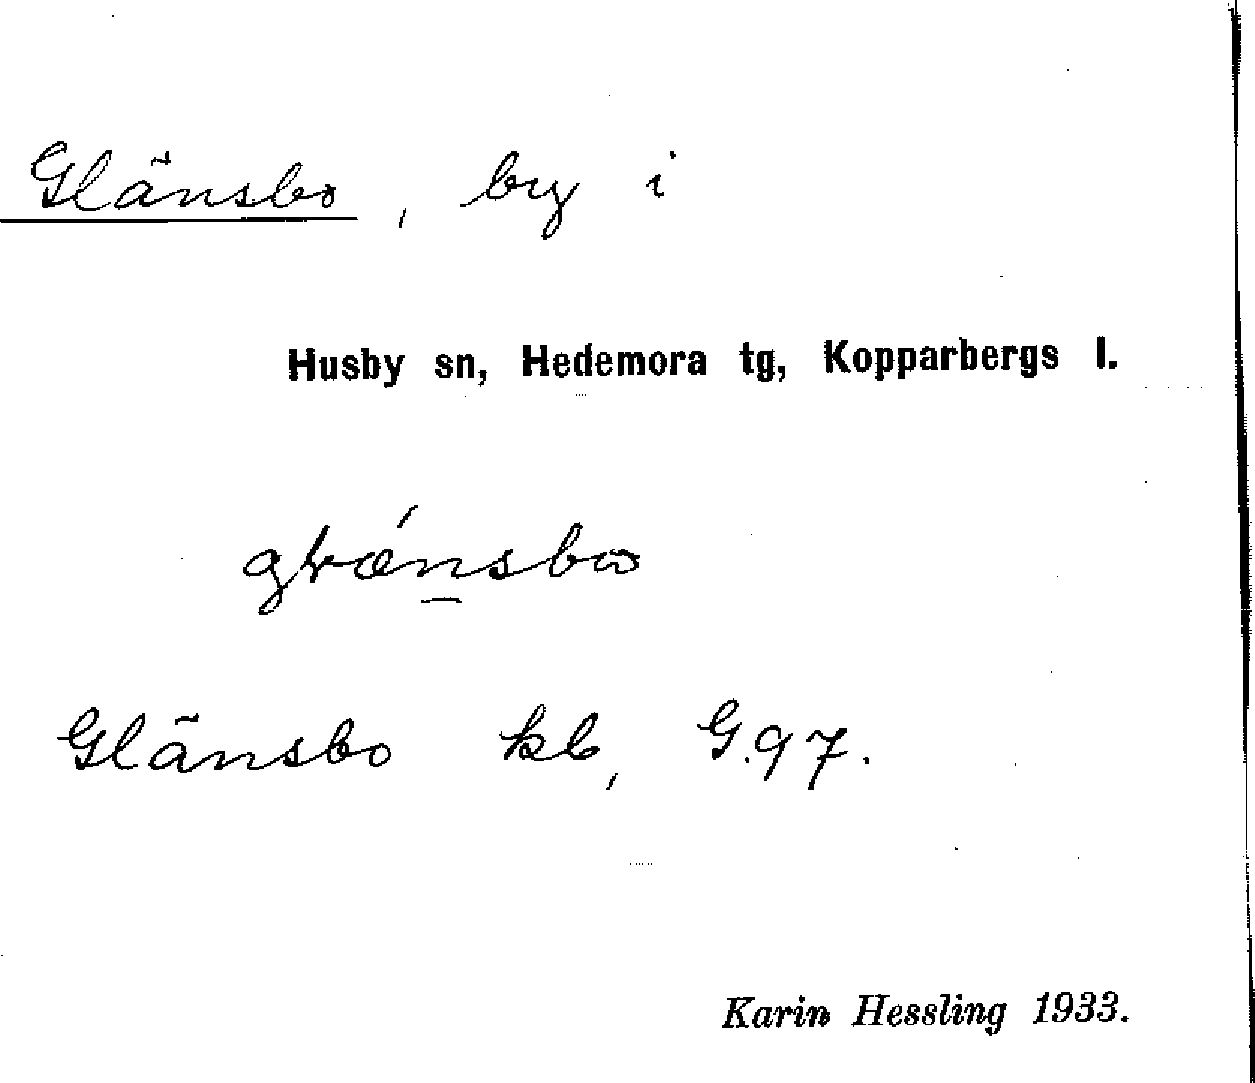 Glänsbo, by i
Husby sn, Hedemora tg, Kopparbergs l.
Glänsbo kb, G.97.
Karin Hessling 1933.